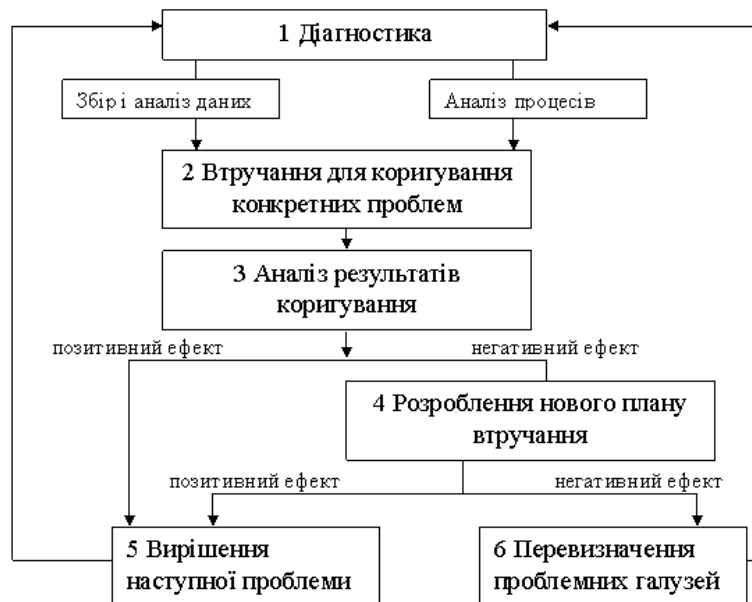 1 Діагностика
Збір і аналіз даних
Аналіз процесів
2 Втручання для коригування
конкретних проблем
3 Аналіз результатів
коригування
позитивний ефект
негативний ефект
4 Розроблення нового плану
втручання
позитивний ефект
негативний ефект
5 Вирішення
наступної проблеми
6 Перевизначення
проблемних галузей